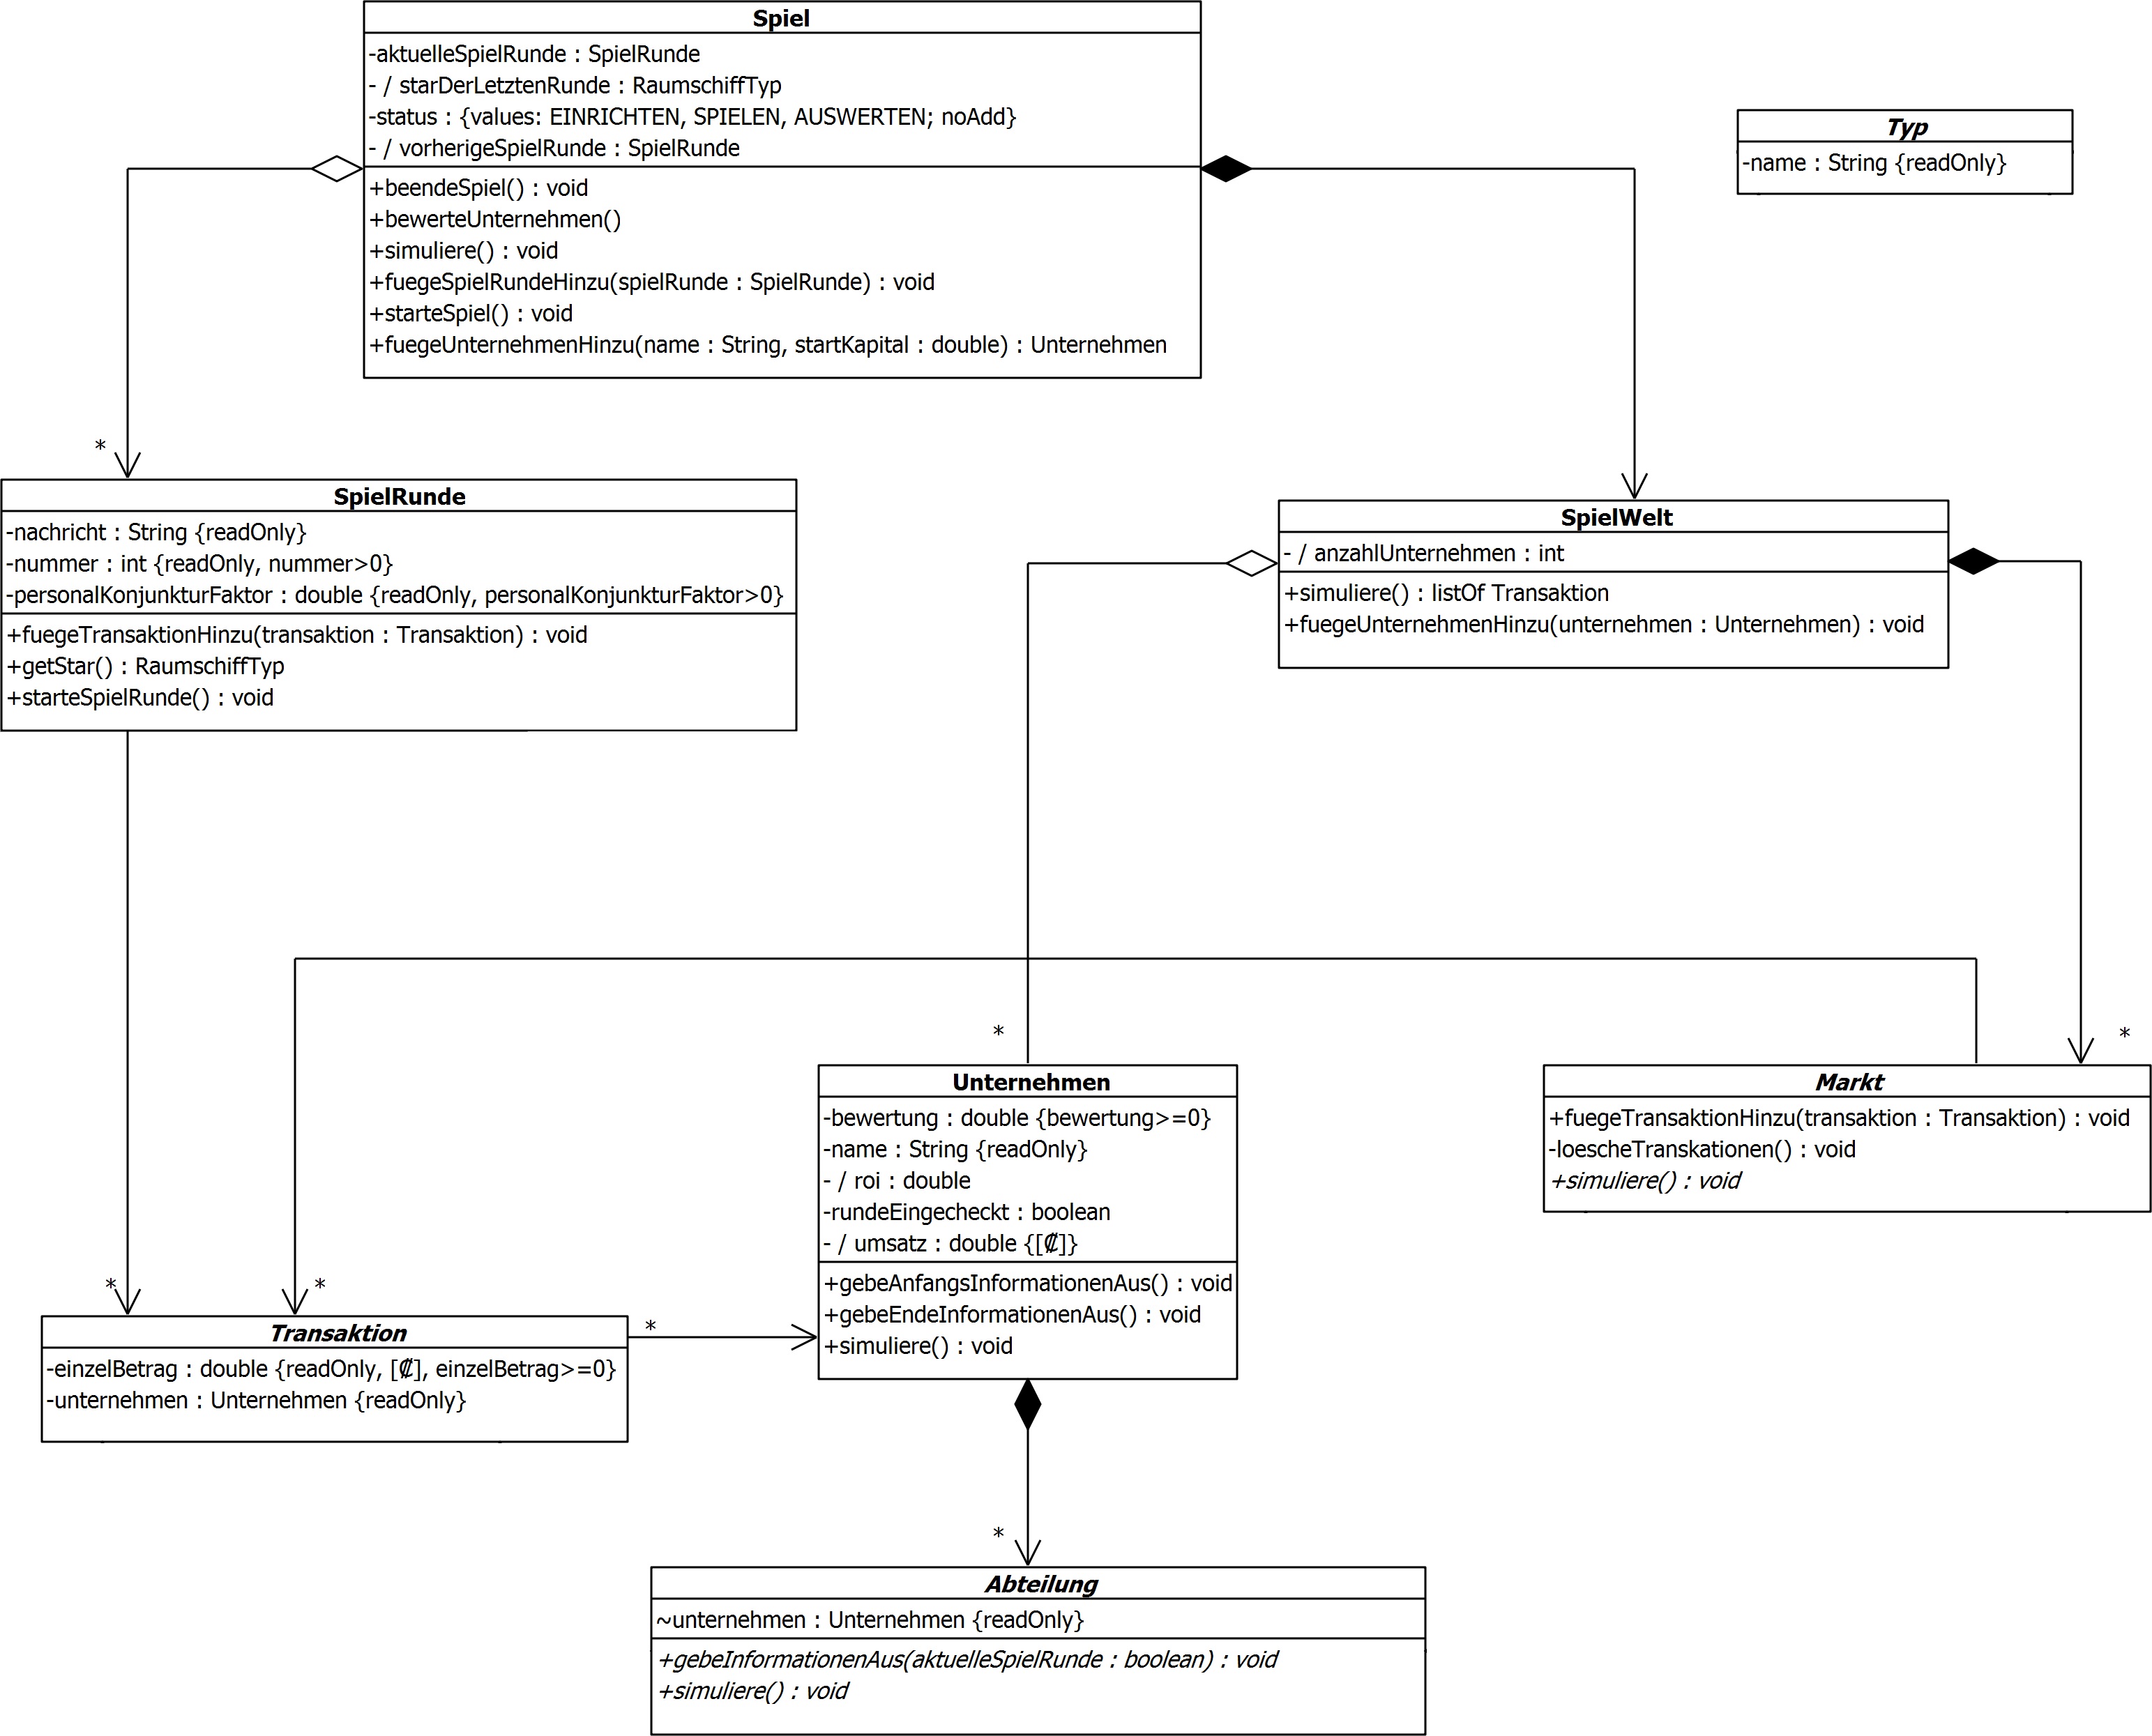 Spiel
-aktuelleSpielRunde : SpielRunde
- / starDerLetztenRunde : RaumschiffTyp
-status : {values: EINRICHTEN, SPIELEN, AUSWERTEN; noAdd}
- / vorherigeSpielRunde : SpielRunde
+beendeSpiel() : void
+bewerteUnternehmen()
+simuliere() : void
+fuegeSpielRundeHinzu(spielRunde : SpielRunde) : void
+starteSpiel() : void
+fuegeUnternehmenHinzu(name : String, startKapital : double) : Unternehmen
Typ
-name : String {readOnly}
*
SpielRunde
-nachricht : String {readOnly}
-nummer : int {readOnly, nummer>0}
-personalKonjunkturFaktor : double {readOnly, personalKonjunkturFaktor>0}
+fuegeTransaktionHinzu(transaktion : Transaktion) : void
+getStar() : RaumschiffTyp
+starteSpielRunde() : void
SpielWelt
- / anzahlUnternehmen : int
+simuliere() : listOf Transaktion
+fuegeUnternehmenHinzu(unternehmen : Unternehmen) : void
*
Unternehmen
-bewertung : double {bewertung>=0}
-name : String {readOnly}
- / roi : double
-rundeEingecheckt : boolean
- / umsatz : double {[₡]}
+gebeAnfangsInformationenAus() : void
+gebeEndeInformationenAus() : void
+simuliere() : void
*
Markt
+fuegeTransaktionHinzu(transaktion : Transaktion) : void
-loescheTranskationen() : void
+simuliere() : void
*
*
Transaktion
-einzelBetrag : double {readOnly, [₡], einzelBetrag>=0}
-unternehmen : Unternehmen {readOnly}
*
*
Abteilung
~unternehmen : Unternehmen {readOnly}
+gebeInformationenAus(aktuelleSpielRunde : boolean) : void
+simuliere() : void